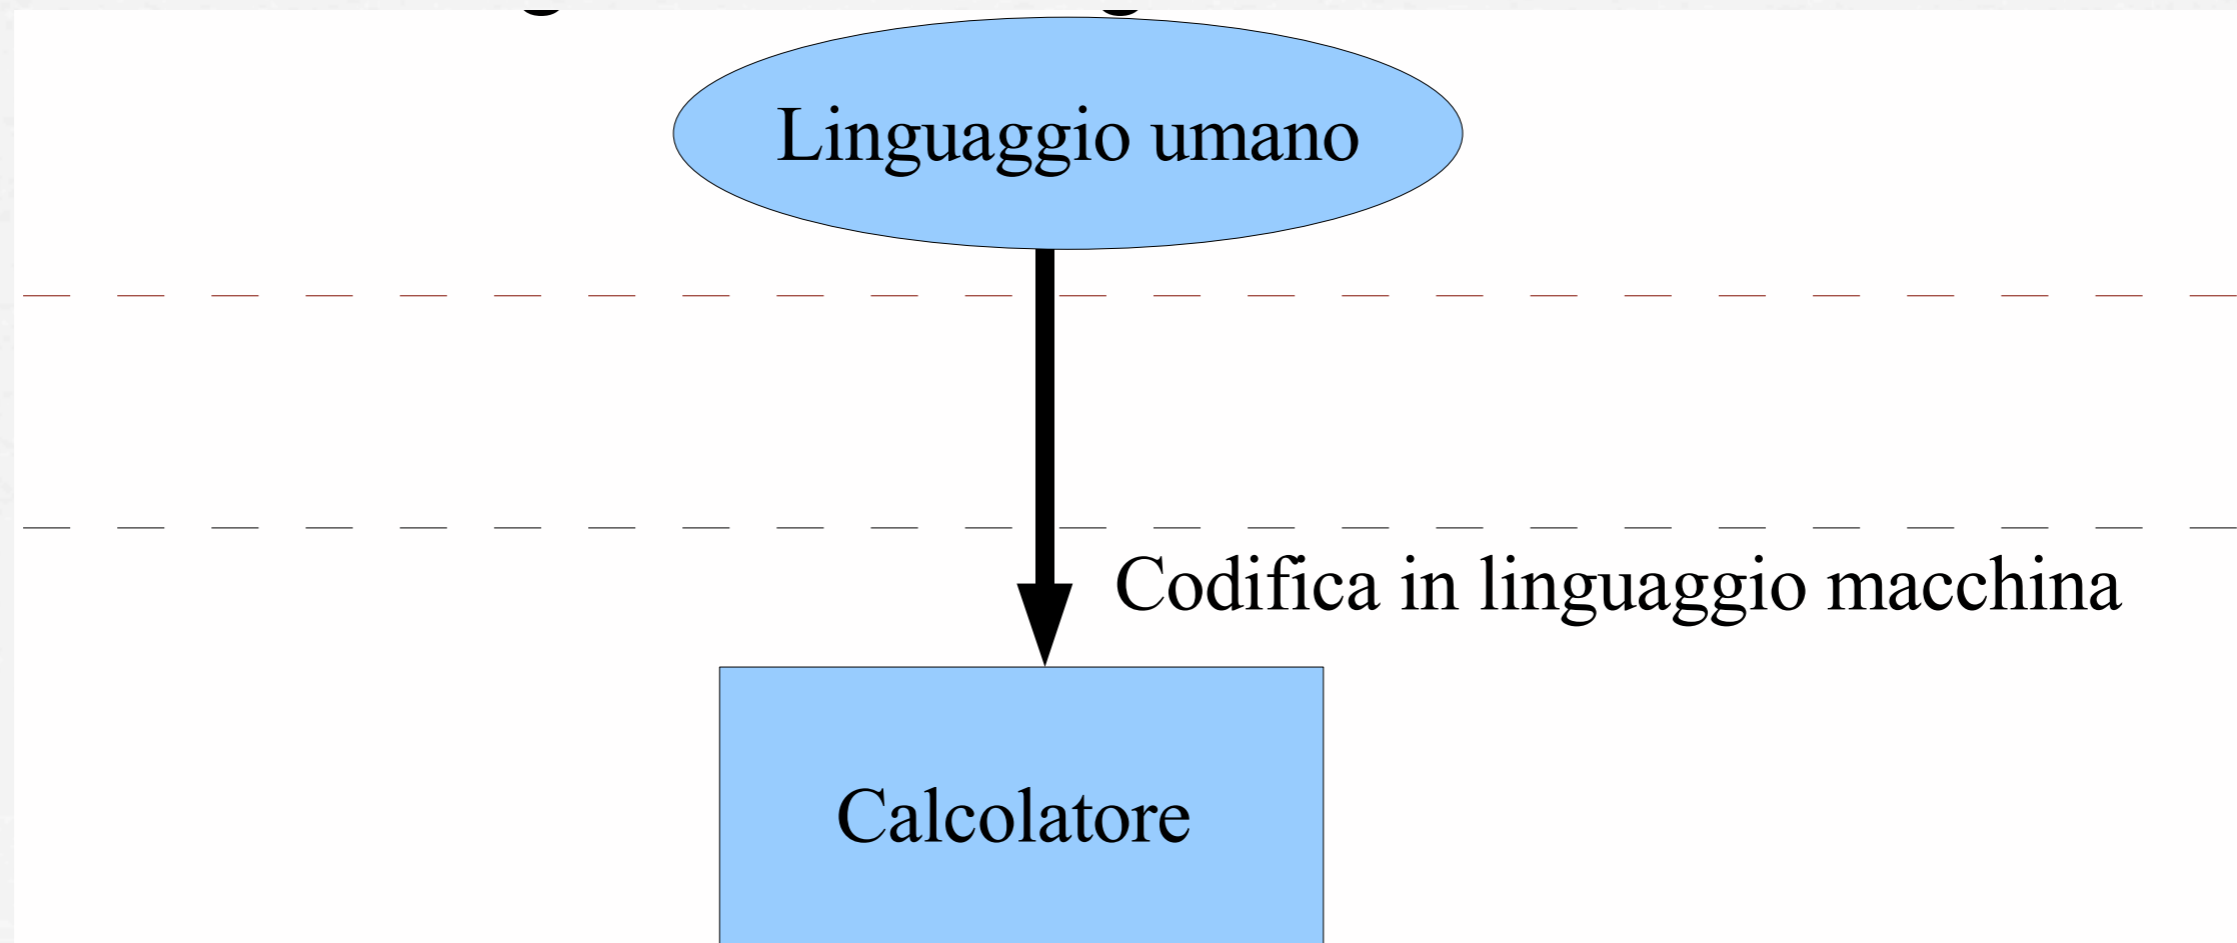 Linguaggio umano
Codifica in linguaggio macchina
Calcolatore